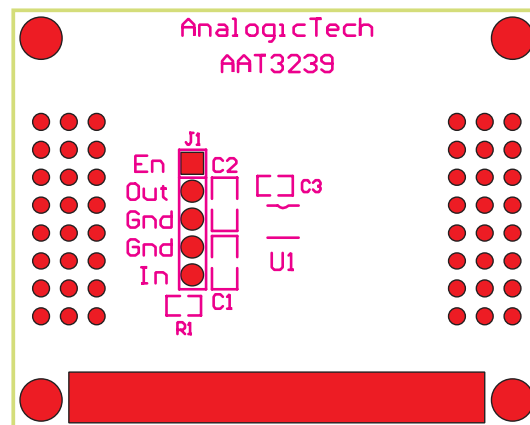 AnalogicTech
AAT3239
J1
En
C2
Out
C3
Gnd
Gnd
U1
In
C1
R1